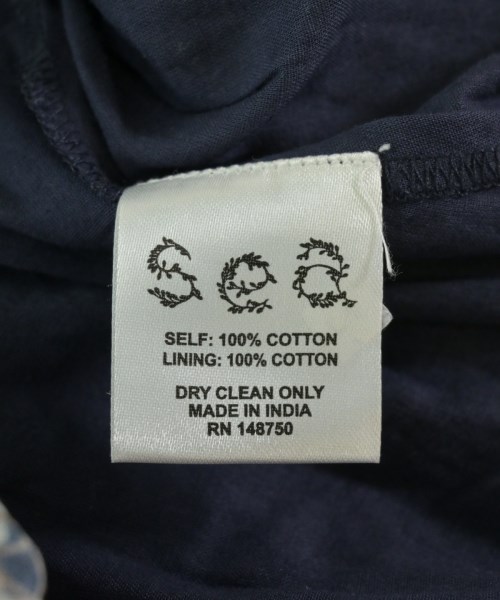 Sea
SELF: 100% COTTON
LINING: 100% COTTON
DRY CLEAN ONLY
MADE IN INDIA
RN 148750